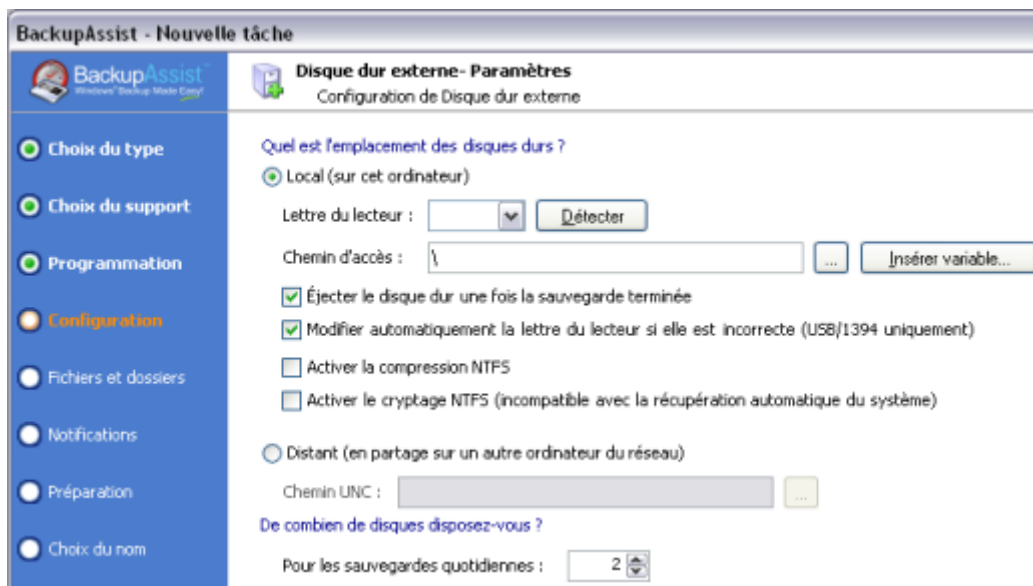 BackupAssist - Nouvelle tâche
BackupAssist™
Windows® Backup Made Easy!
Disque dur externe- Paramètres
Configuration de Disque dur externe
Choix du type
Choix du support
Programmation
Configuration
Fichiers et dossiers
Notifications
Préparation
Choix du nom
Quel est l'emplacement des disques durs ?
Local (sur cet ordinateur)
Lettre du lecteur :
Détecter
Chemin d'accès : \ ... Insérer variable...
Éjecter le disque dur une fois la sauvegarde terminée
Modifier automatiquement la lettre du lecteur si elle est incorrecte (USB/1394 uniquement)
Activer la compression NTFS
Activer le cryptage NTFS (incompatible avec la récupération automatique du système)
Distant (en partage sur un autre ordinateur du réseau)
Chemin UNC : ...
De combien de disques disposez-vous ?
Pour les sauvegardes quotidiennes : 2